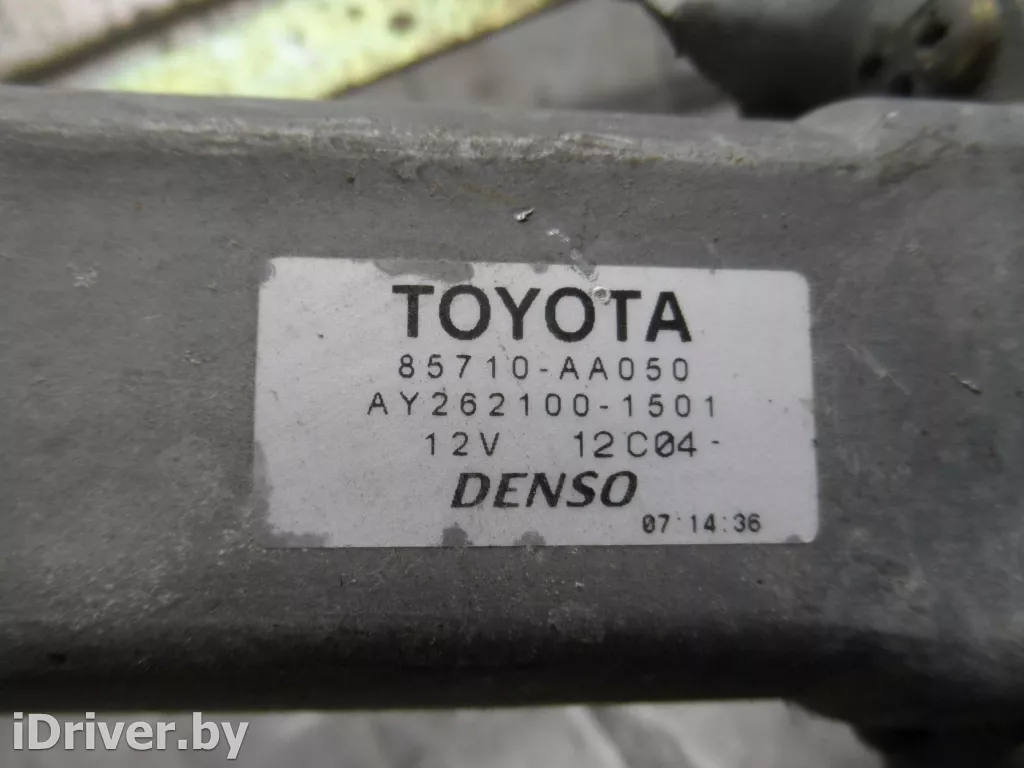 TOYOTA
85710-AA050
AY262100-1501
12V 12C04-
DENSO
07:14:36
iDriver.by